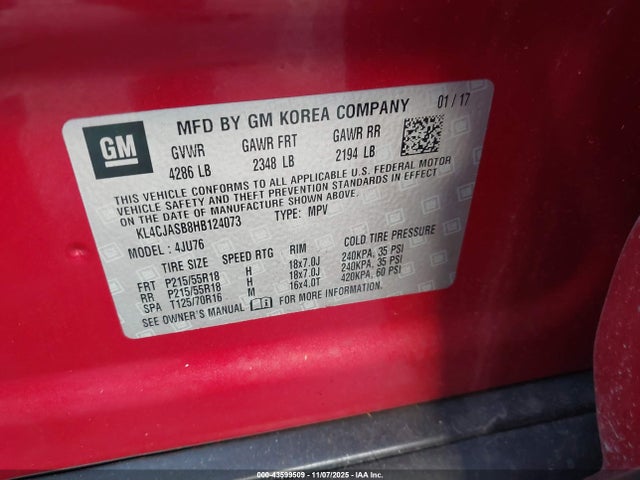 GM
MFD BY GM KOREA COMPANY 01 / 17
GVWR GAWR FRT GAWR RR
4286 LB 2348 LB 2194 LB
THIS VEHICLE CONFORMS TO ALL APPLICABLE U.S. FEDERAL MOTOR
VEHICLE SAFETY AND THEFT PREVENTION STANDARDS IN EFFECT
ON THE DATE OF MANUFACTURE SHOWN ABOVE.
KL4CJASB8HB124073 TYPE: MPV
MODEL : 4JU76
TIRE SIZE SPEED RTG RIM COLD TIRE PRESSURE
FRT P215/55R18 H 18x7.0J 240KPA, 35 PSI
RR P215/55R18 H 18x7.0J 240KPA, 35 PSI
SPA T125/70R16 M 16x4.0T 420KPA, 60 PSI
SEE OWNER'S MANUAL FOR MORE INFORMATION
000-43599509 - 11/07/2025 - IAA Inc.